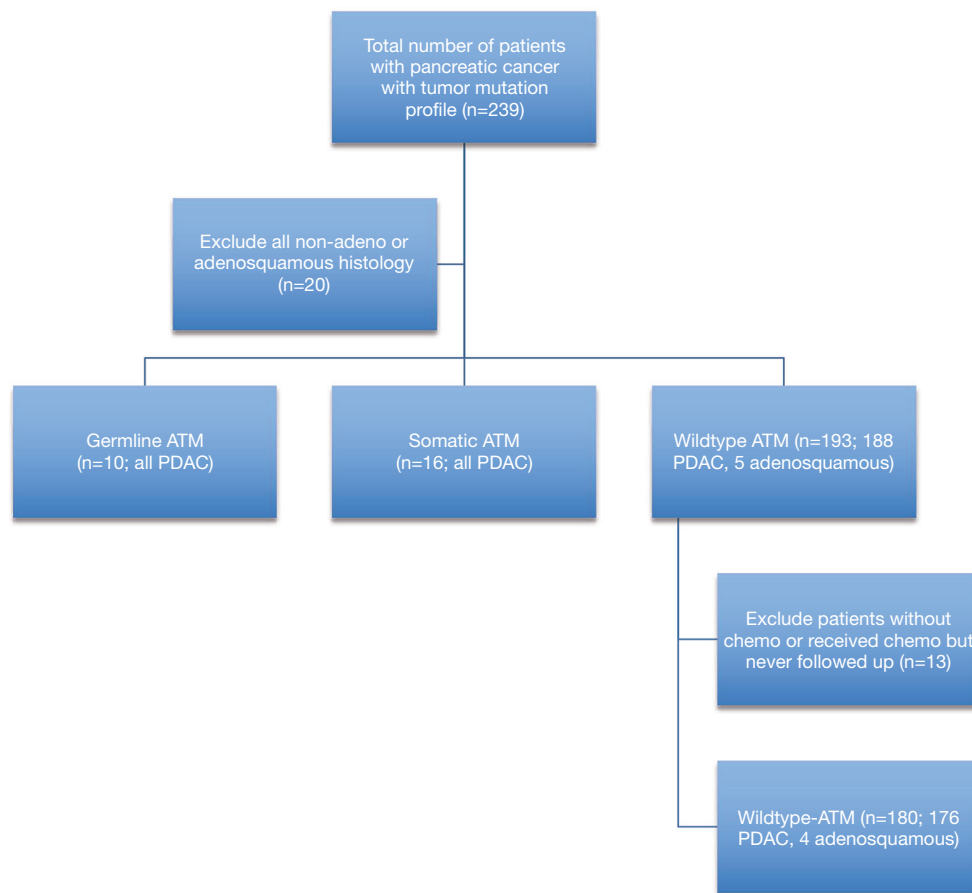 Total number of patients
with pancreatic cancer
with tumor mutation
profile (n=239)
Exclude all non-adeno or
adenosquamous histology
(n=20)
Germline ATM
(n=10; all PDAC)
Somatic ATM
(n=16; all PDAC)
Wildtype ATM (n=193; 188
PDAC, 5 adenosquamous)
Exclude patients without
chemo or received chemo but
never followed up (n=13)
Wildtype-ATM (n=180; 176
PDAC, 4 adenosquamous)